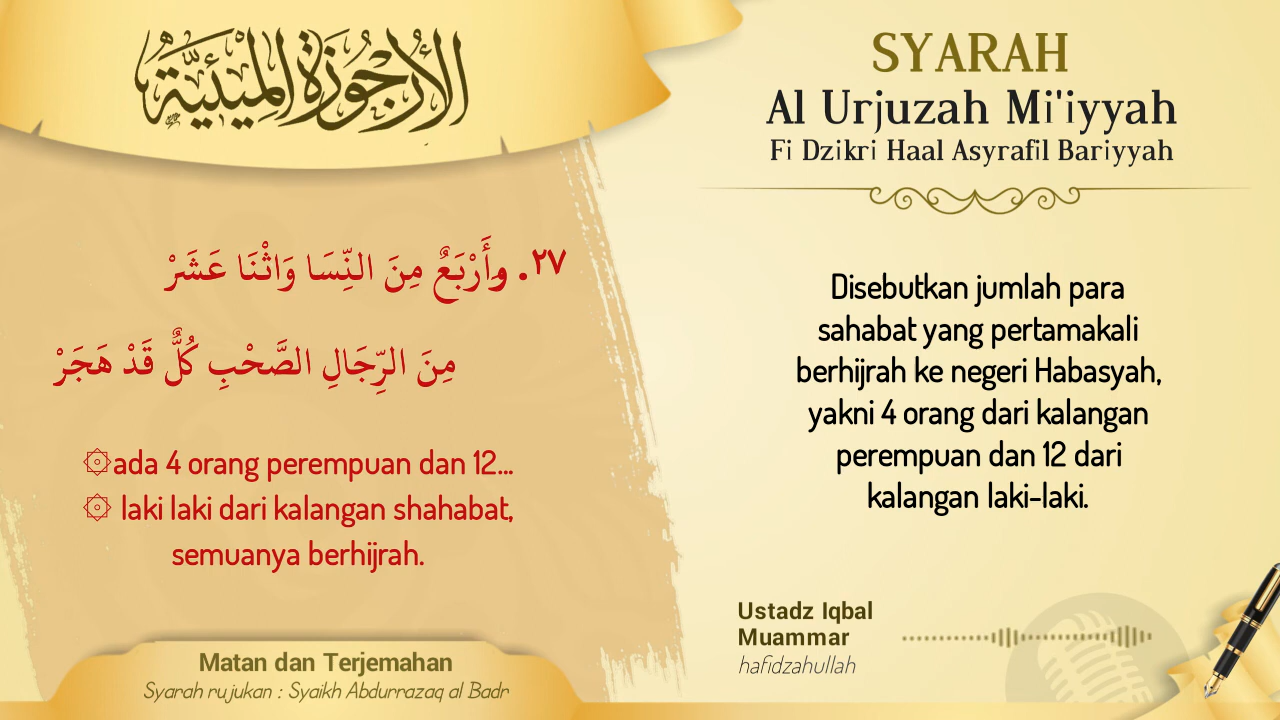 الأُرْجُوزَةُ المِيْئِيَّةُ
٢٧. وأَرْبَعٌ مِنَ النِّسَا وَاثْنَا عَشَرْ
مِنَ الرِّجَالِ الصَّحْبِ كُلٌّ قَدْ هَجَرْ
۞ada 4 orang perempuan dan 12...
۞ laki laki dari kalangan shahabat,
semuanya berhijrah.
Matan dan Terjemahan
Syarah rujukan : Syaikh Abdurrazaq al Badr
SYARAH
Al Urjuzah Mi'iyyah
Fi Dzikri Haal Asyrafil Bariyyah
Disebutkan jumlah para
sahabat yang pertamakali
berhijrah ke negeri Habasyah,
yakni 4 orang dari kalangan
perempuan dan 12 dari
kalangan laki-laki.
Ustadz Iqbal
Muammar
hafidzahullah